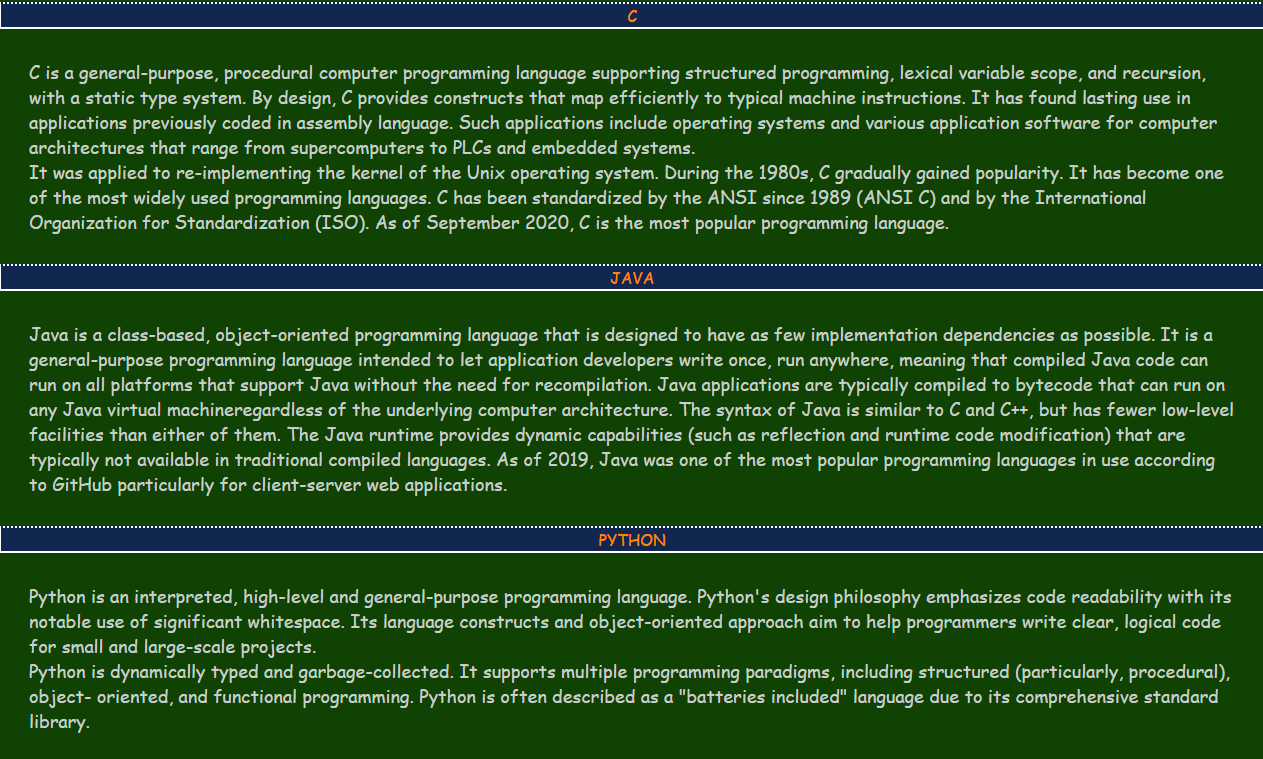 C
C is a general-purpose, procedural computer programming language supporting structured programming, lexical variable scope, and recursion,
with a static type system. By design, C provides constructs that map efficiently to typical machine instructions. It has found lasting use in
applications previously coded in assembly language. Such applications include operating systems and various application software for computer
architectures that range from supercomputers to PLCs and embedded systems.
It was applied to re-implementing the kernel of the Unix operating system. During the 1980s, C gradually gained popularity. It has become one
of the most widely used programming languages. C has been standardized by the ANSI since 1989 (ANSI C) and by the International
Organization for Standardization (ISO). As of September 2020, C is the most popular programming language.
JAVA
Java is a class-based, object-oriented programming language that is designed to have as few implementation dependencies as possible. It is a
general-purpose programming language intended to let application developers write once, run anywhere, meaning that compiled Java code can
run on all platforms that support Java without the need for recompilation. Java applications are typically compiled to bytecode that can run on
any Java virtual machineregardless of the underlying computer architecture. The syntax of Java is similar to C and C++, but has fewer low-level
facilities than either of them. The Java runtime provides dynamic capabilities (such as reflection and runtime code modification) that are
typically not available in traditional compiled languages. As of 2019, Java was one of the most popular programming languages in use according
to GitHub particularly for client-server web applications.
PYTHON
Python is an interpreted, high-level and general-purpose programming language. Python's design philosophy emphasizes code readability with its
notable use of significant whitespace. Its language constructs and object-oriented approach aim to help programmers write clear, logical code
for small and large-scale projects.
Python is dynamically typed and garbage-collected. It supports multiple programming paradigms, including structured (particularly, procedural),
object- oriented, and functional programming. Python is often described as a "batteries included" language due to its comprehensive standard
library.